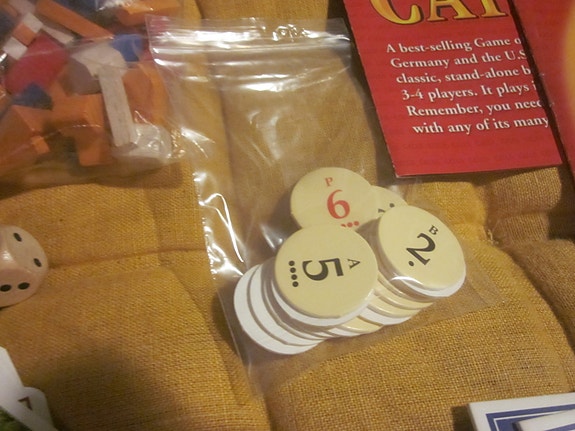 CAT
A best-selling Game o
Germany and the U.S
classic, stand-alone b
3-4 players. It plays i
Remember, you need
with any of its many
P
6
B
2
A
5